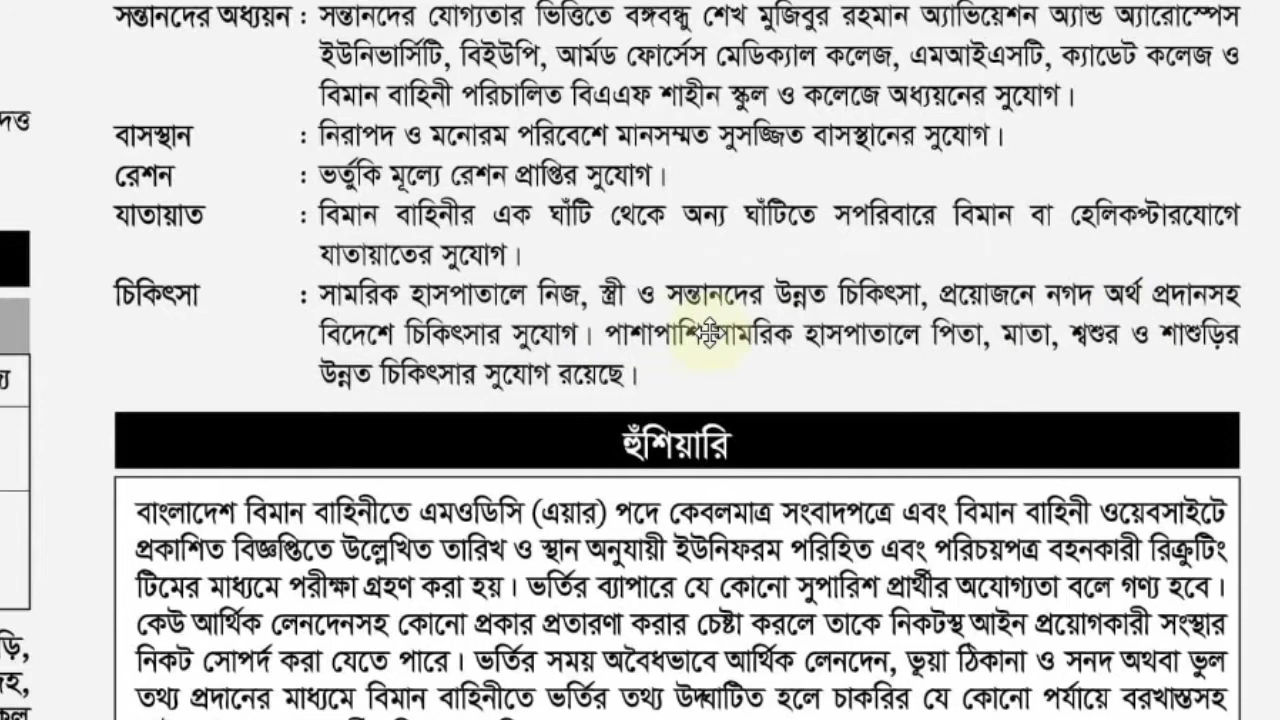 সন্তানদের অধ্যয়ন : সন্তানদের যোগ্যতার ভিত্তিতে বঙ্গবন্ধু শেখ মুজিবুর রহমান অ্যাভিয়েশন অ্যান্ড অ্যারোস্পেস
ইউনিভার্সিটি, বিইউপি, আর্মড ফোর্সেস মেডিক্যাল কলেজ, এমআইএসটি, ক্যাডেট কলেজ ও
বিমান বাহিনী পরিচালিত বিএএফ শাহীন স্কুল ও কলেজে অধ্যয়নের সুযোগ।
বাসস্থান : নিরাপদ ও মনোরম পরিবেশে মানসম্মত সুসজ্জিত বাসস্থানের সুযোগ।
রেশন : ভর্তুকি মূল্যে রেশন প্রাপ্তির সুযোগ।
যাতায়াত : বিমান বাহিনীর এক ঘাঁটি থেকে অন্য ঘাঁটিতে সপরিবারে বিমান বা হেলিকপ্টারযোগে
যাতায়াতের সুযোগ।
চিকিৎসা : সামরিক হাসপাতালে নিজ, স্ত্রী ও সন্তানদের উন্নত চিকিৎসা, প্রয়োজনে নগদ অর্থ প্রদানসহ
বিদেশে চিকিৎসার সুযোগ। পাশাপাশি সামরিক হাসপাতালে পিতা, মাতা, শ্বশুর ও শাশুড়ির
উন্নত চিকিৎসার সুযোগ রয়েছে।
হুঁশিয়ারি
বাংলাদেশ বিমান বাহিনীতে এমওডিসি (এয়ার) পদে কেবলমাত্র সংবাদপত্রে এবং বিমান বাহিনী ওয়েবসাইটে
প্রকাশিত বিজ্ঞপ্তিতে উল্লেখিত তারিখ ও স্থান অনুযায়ী ইউনিফরম পরিহিত এবং পরিচয়পত্র বহনকারী রিক্রুটিং
টিমের মাধ্যমে পরীক্ষা গ্রহণ করা হয়। ভর্তির ব্যাপারে যে কোনো সুপারিশ প্রার্থীর অযোগ্যতা বলে গণ্য হবে।
কেউ আর্থিক লেনদেনসহ কোনো প্রকার প্রতারণা করার চেষ্টা করলে তাকে নিকটস্থ আইন প্রয়োগকারী সংস্থার
নিকট সোপর্দ করা যেতে পারে। ভর্তির সময় অবৈধভাবে আর্থিক লেনদেন, ভূয়া ঠিকানা ও সনদ অথবা ভুল
তথ্য প্রদানের মাধ্যমে বিমান বাহিনীতে ভর্তির তথ্য উদ্ঘাটিত হলে চাকরির যে কোনো পর্যায়ে বরখাস্তসহ